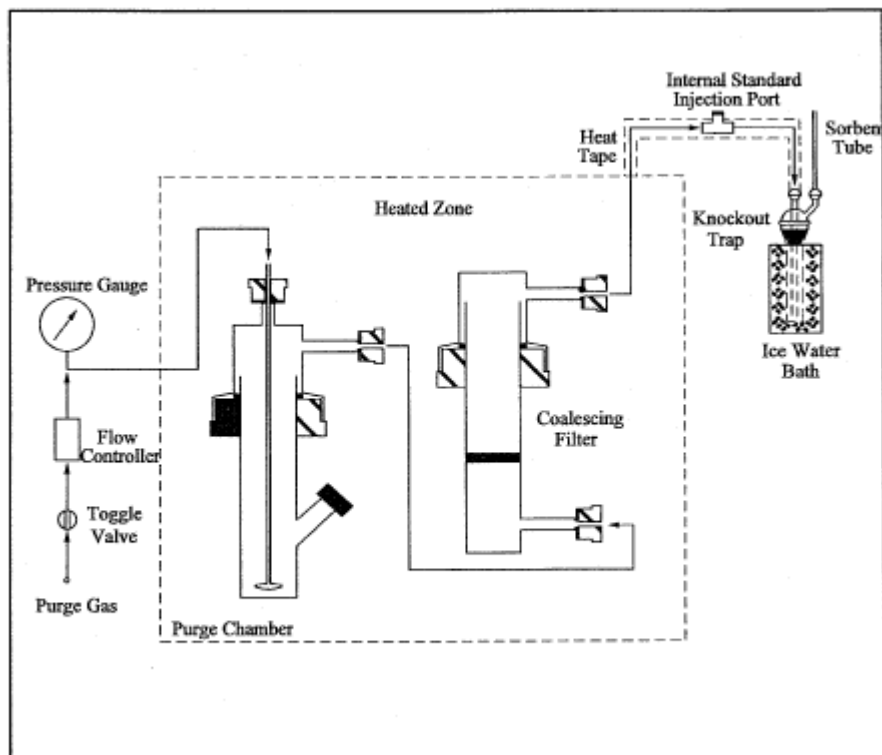 Internal Standard
Injection Port
Heat
Tape
Sorbent
Tube
Heated Zone
Knockout
Trap
Pressure Gauge
Ice Water
Bath
Coalescing
Filter
Flow
Controller
Toggle
Valve
Purge Gas
Purge Chamber